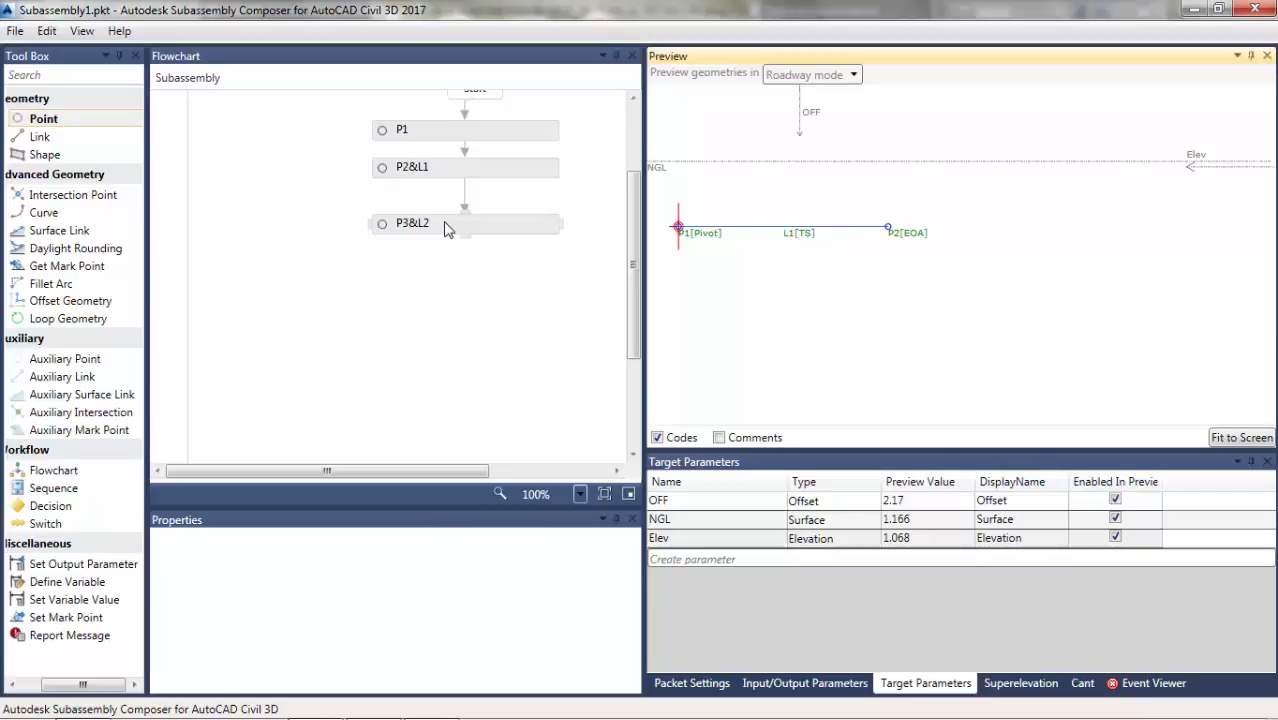 Subassembly1.pkt - Autodesk Subassembly Composer for AutoCAD Civil 3D 2017
File Edit View Help
Tool Box
Search
eometry
Point
Link
Shape
dvanced Geometry
Intersection Point
Curve
Surface Link
Daylight Rounding
Get Mark Point
Fillet Arc
Offset Geometry
Loop Geometry
uxiliary
Auxiliary Point
Auxiliary Link
Auxiliary Surface Link
Auxiliary Intersection
Auxiliary Mark Point
/orkflow
Flowchart
Sequence
Decision
Switch
liscellaneous
Set Output Parameter
Define Variable
Set Variable Value
Set Mark Point
Report Message
Flowchart
Subassembly
Start
P1
P2&L1
P3&L2
100%
Properties
Preview
Preview geometries in Roadway mode
OFF
Elev
NGL
P1[Pivot] L1[TS] P2[EOA]
Codes Comments Fit to Screen
Target Parameters
Name Type Preview Value DisplayName Enabled In Previe
OFF Offset 2.17 Offset
NGL Surface 1.166 Surface
Elev Elevation 1.068 Elevation
Create parameter
Packet Settings Input/Output Parameters Target Parameters Superelevation Cant Event Viewer
Autodesk Subassembly Composer for AutoCAD Civil 3D